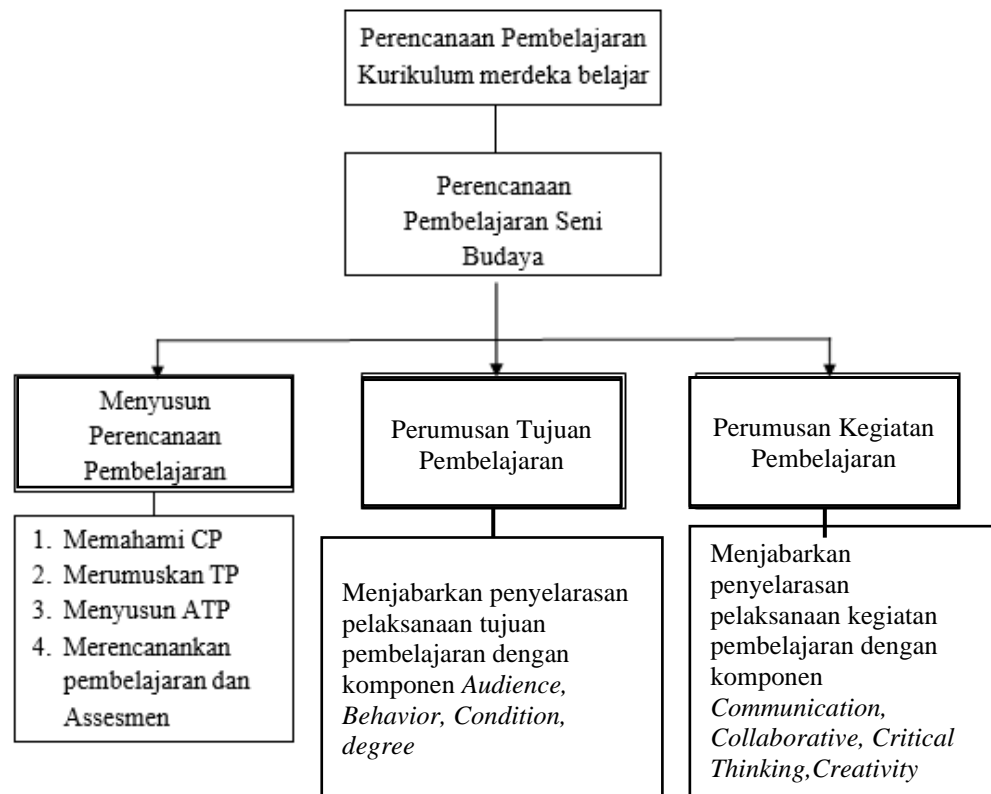 Perencanaan Pembelajaran
Kurikulum merdeka belajar
Perencanaan
Pembelajaran Seni
Budaya
Menyusun
Perencanaan
Pembelajaran
Perumusan Tujuan
Pembelajaran
Perumusan Kegiatan
Pembelajaran
1. Memahami CP
2. Merumuskan TP
3. Menyusun ATP
4. Merencanankan
pembelajaran dan
Assesmen
Menjabarkan penyelarasan
pelaksanaan tujuan
pembelajaran dengan
komponen Audience,
Behavior, Condition,
degree
Menjabarkan
penyelarasan
pelaksanaan kegiatan
pembelajaran dengan
komponen
Communication,
Collaborative, Critical
Thinking,Creativity